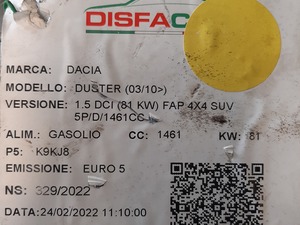 DISFAC
MARCA: DACIA
MODELLO: DUSTER (03/10>)
VERSIONE: 1.5 DCI (81 KW) FAP 4X4 SUV
5P/D/1461CC
ALIM.: GASOLIO CC: 1461 KW: 81
P5: K9KJ8
EMISSIONE: EURO 5
NS: 329/2022
DATA:24/02/2022 11:10:00